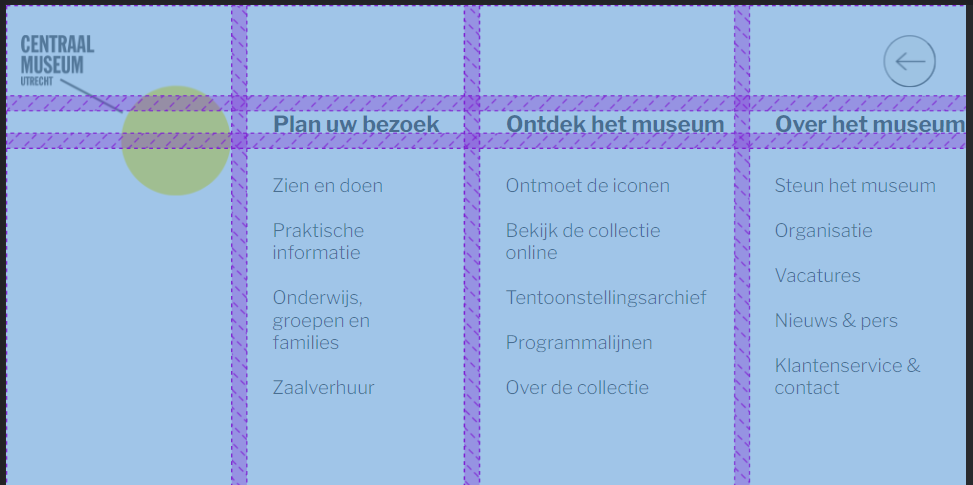 CENTRAAL
MUSEUM
UTRECHT
Plan uw bezoek
Zien en doen
Praktische
informatie
Onderwijs,
groepen en
families
Zaalverhuur
Ontdek het museum
Ontmoet de iconen
Bekijk de collectie
online
Tentoonstellingsarchief
Programmalijnen
Over de collectie
Over het museum
Steun het museum
Organisatie
Vacatures
Nieuws & pers
Klantenservice &
contact